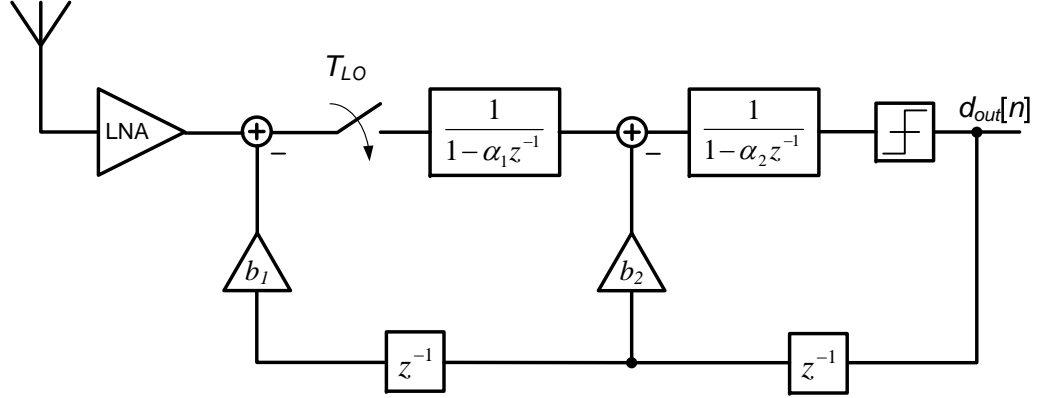 T_LO
LNA
+
−
1
1−α₁z⁻¹
+
−
1
1−α₂z⁻¹
d_out[n]
b₁
b₂
z⁻¹
z⁻¹